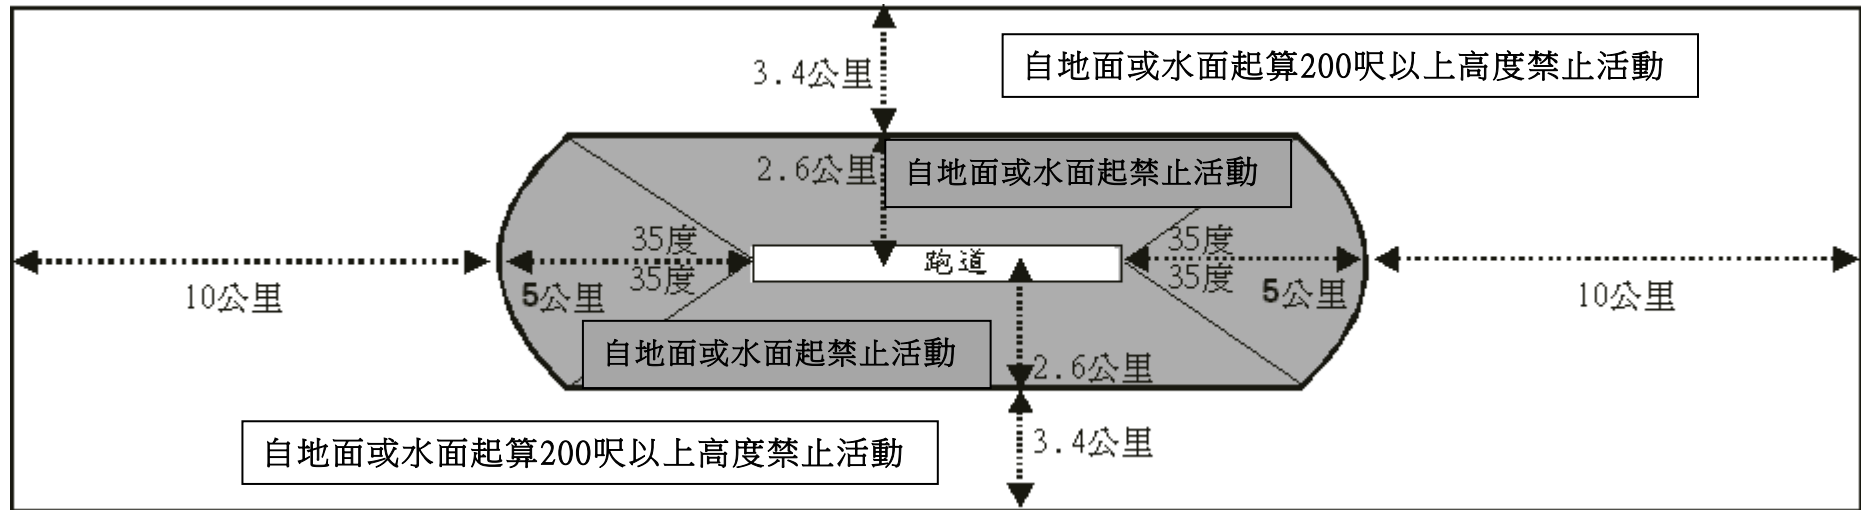 自地面或水面起算200呎以上高度禁止活動
3.4公里
2.6公里
自地面或水面起禁止活動
35度
35度
跑道
35度
35度
10公里
5公里
5公里
10公里
自地面或水面起禁止活動
2.6公里
自地面或水面起算200呎以上高度禁止活動
3.4公里